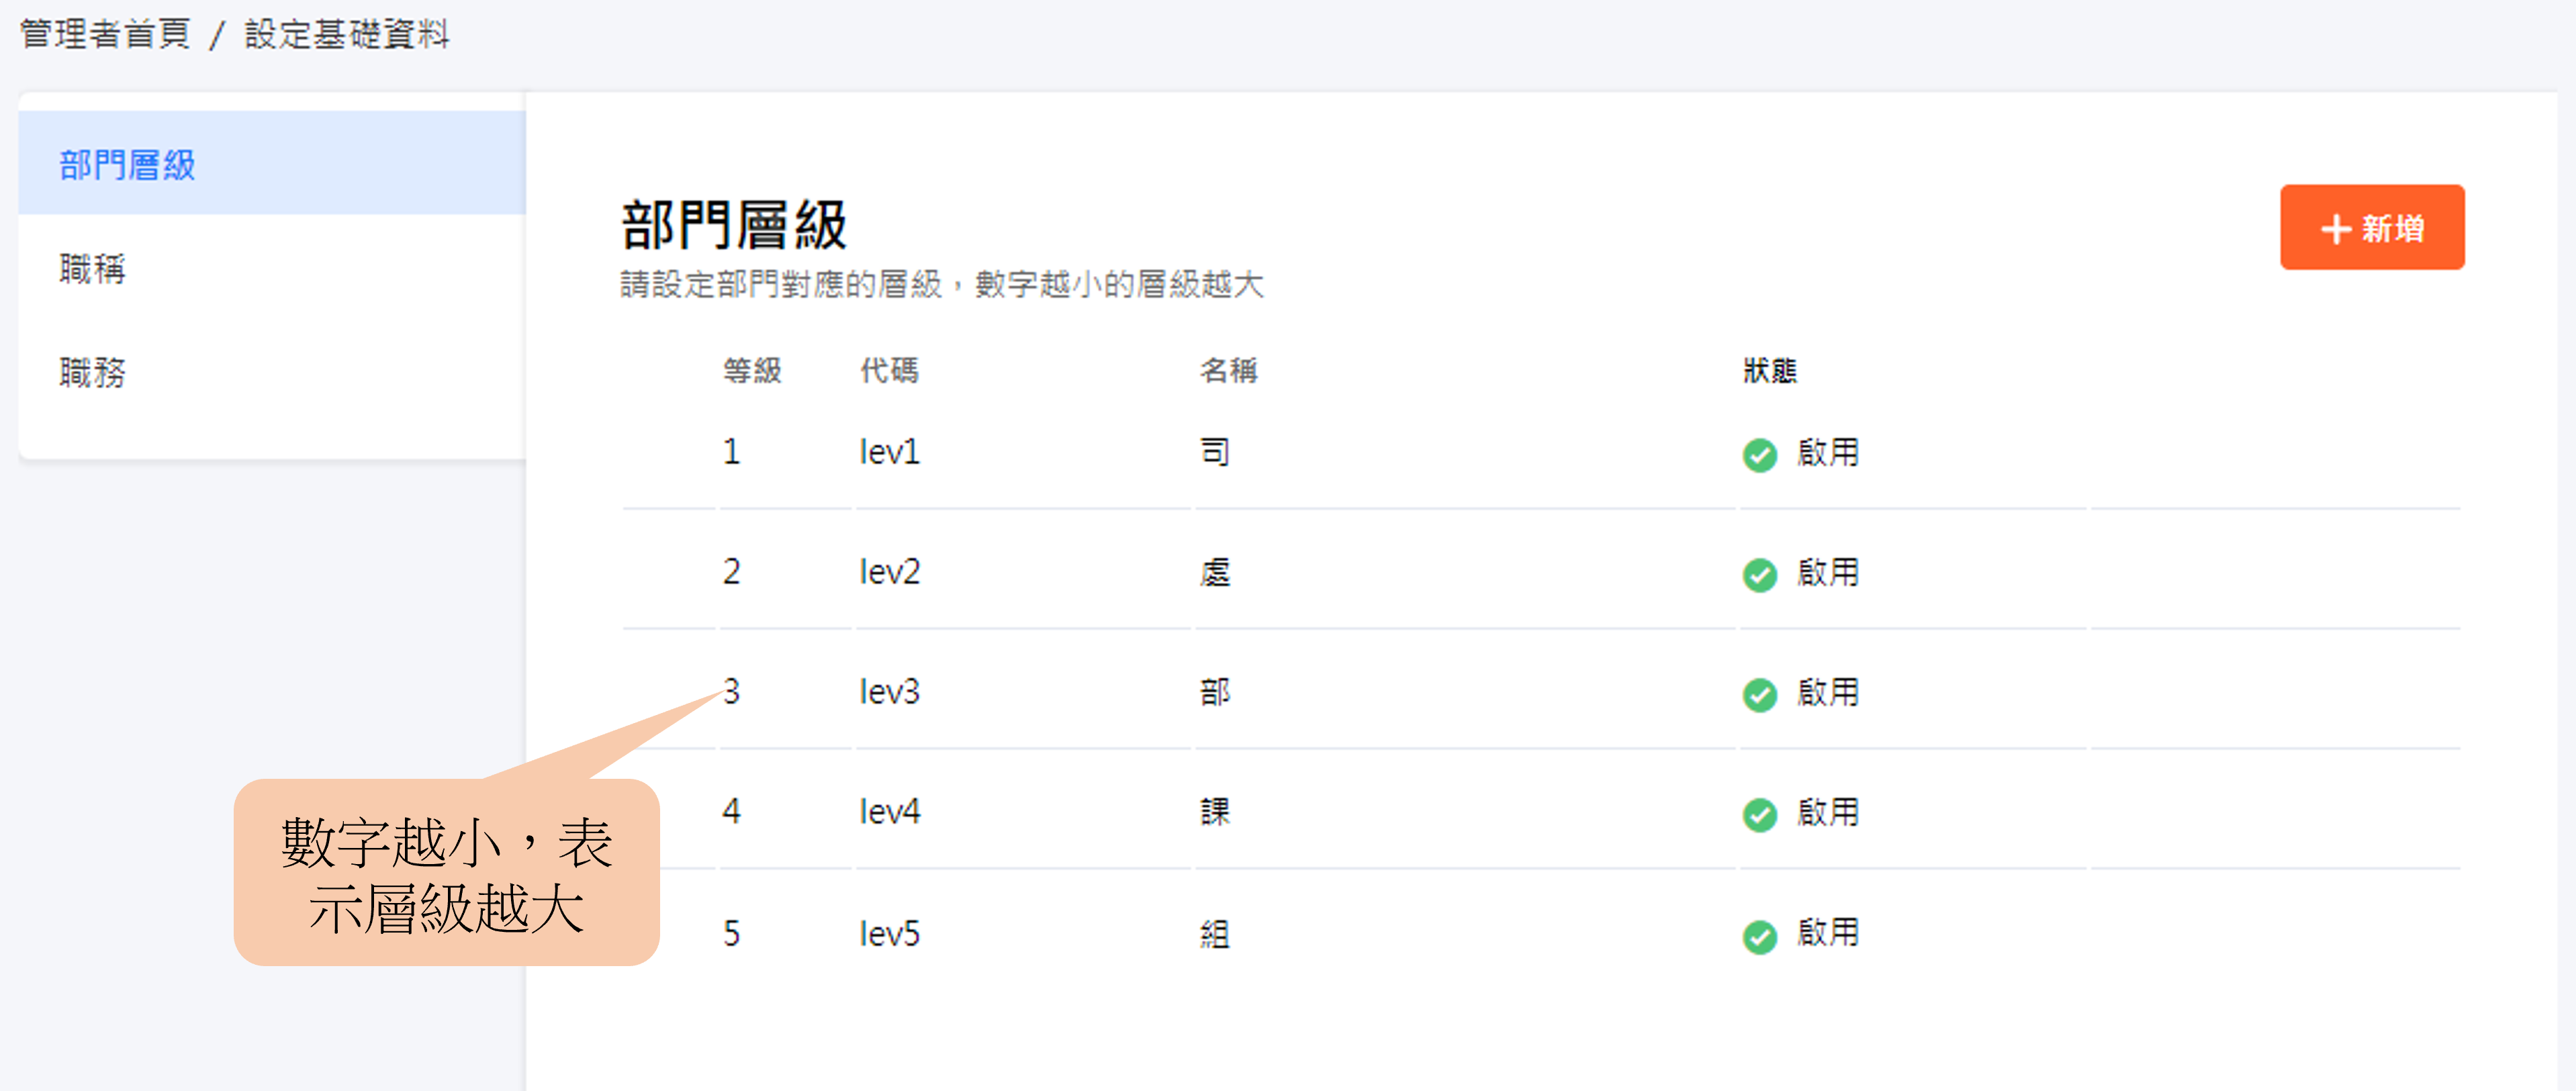 管理者首頁 / 設定基礎資料
部門層級
職稱
職務
部門層級
請設定部門對應的層級，數字越小的層級越大
＋新增
等級 代碼 名稱 狀態
1 lev1 司 啟用
2 lev2 處 啟用
3 lev3 部 啟用
4 lev4 課 啟用
5 lev5 組 啟用
數字越小，表
示層級越大